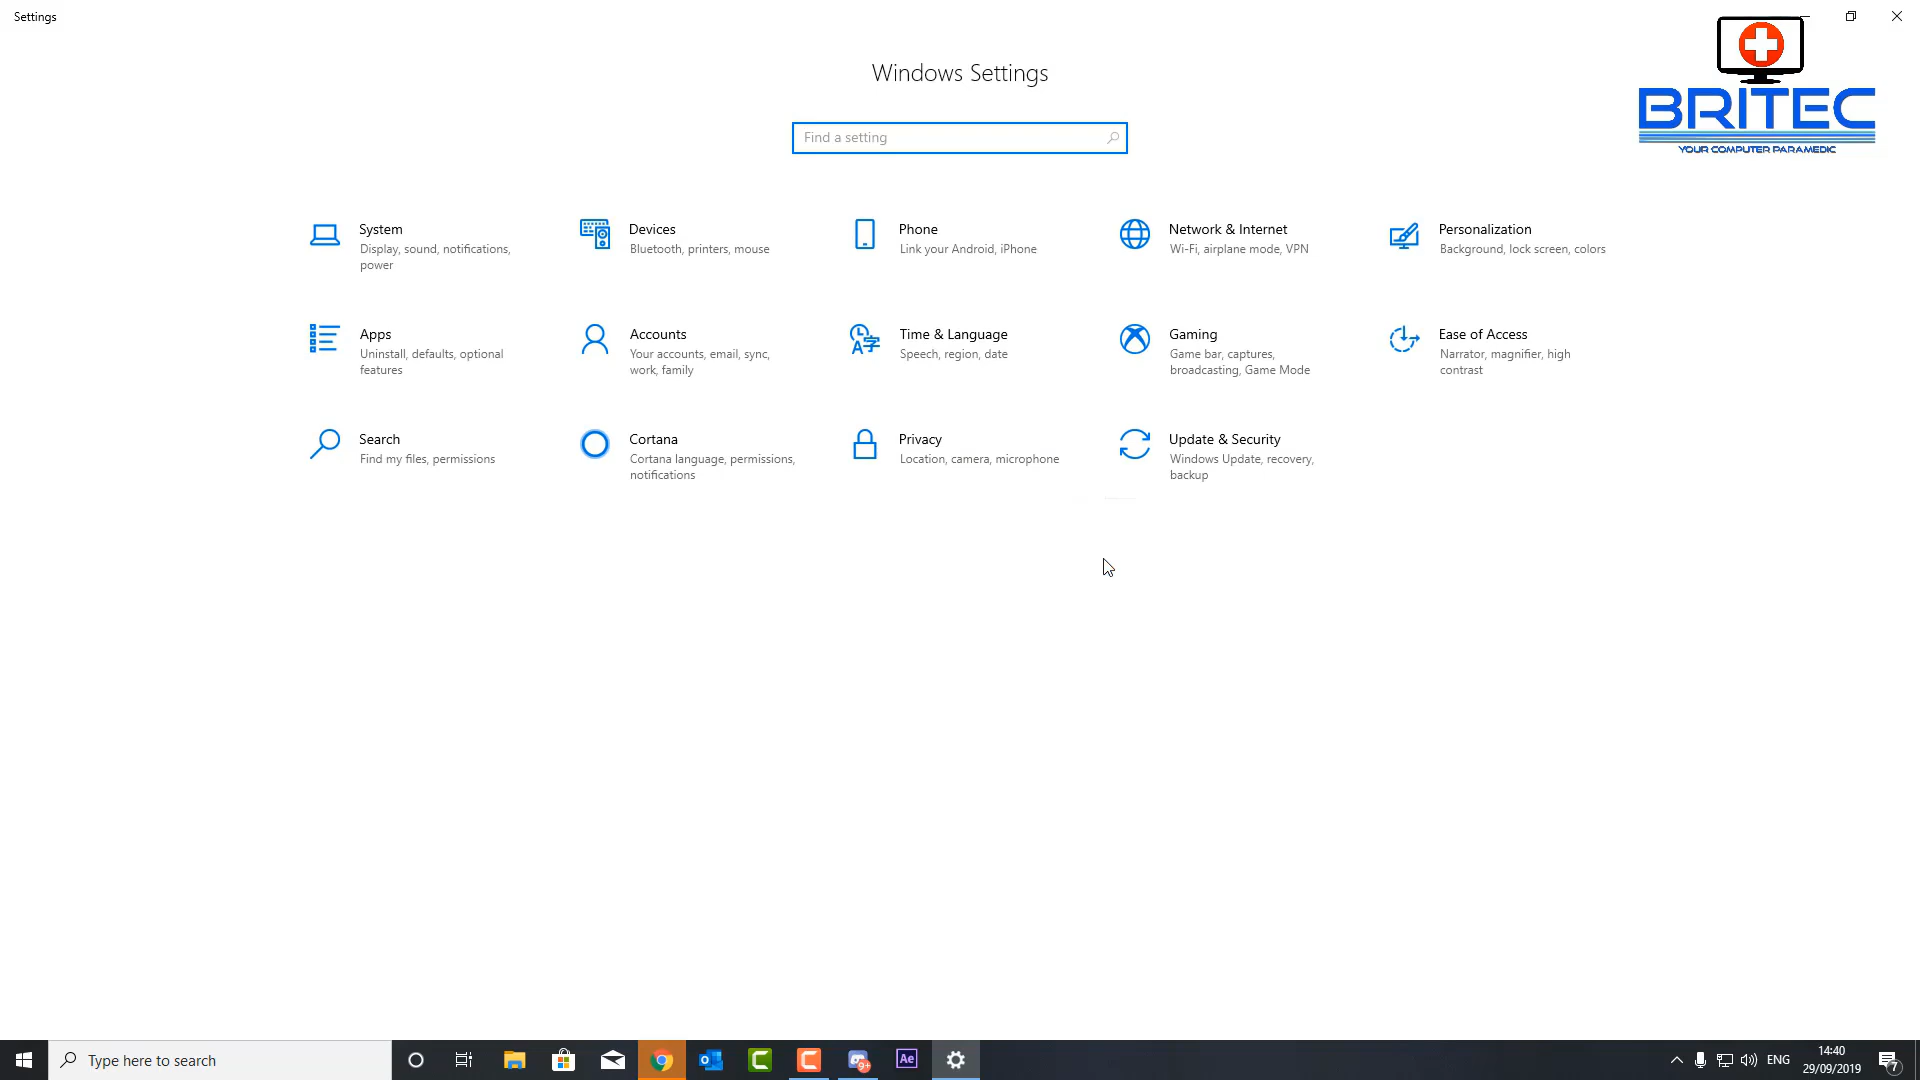 Settings
Windows Settings
BRITEC
YOUR COMPUTER PARAMEDIC
Find a setting
System
Display, sound, notifications,
power
Devices
Bluetooth, printers, mouse
Phone
Link your Android, iPhone
Network & Internet
Wi-Fi, airplane mode, VPN
Personalization
Background, lock screen, colors
Apps
Uninstall, defaults, optional
features
Accounts
Your accounts, email, sync,
work, family
Time & Language
Speech, region, date
Gaming
Game bar, captures,
broadcasting, Game Mode
Ease of Access
Narrator, magnifier, high
contrast
Search
Find my files, permissions
Cortana
Cortana language, permissions,
notifications
Privacy
Location, camera, microphone
Update & Security
Windows Update, recovery,
backup
Type here to search
9+
Ae
ENG
14:40
29/09/2019
7